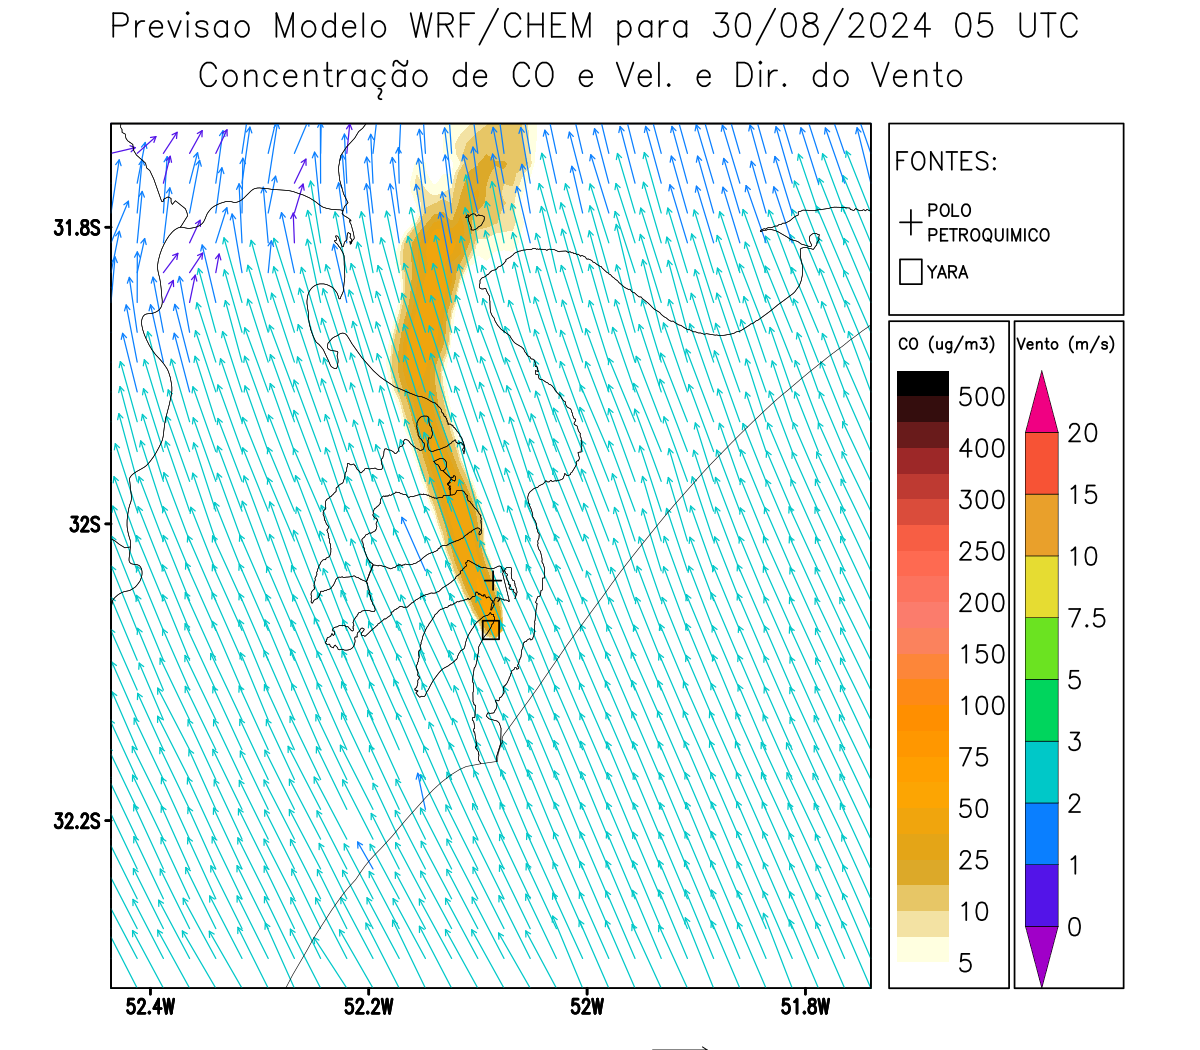 Previsao Modelo WRF/CHEM para 30/08/2024 05 UTC
Concentração de CO e Vel. e Dir. do Vento
FONTES:
POLO
PETROQUIMICO
YARA
31.8S
32S
32.2S
52.4W
52.2W
52W
51.8W
CO (ug/m3)
500
400
300
250
200
150
100
75
50
25
10
5
Vento (m/s)
20
15
10
7.5
5
3
2
1
0